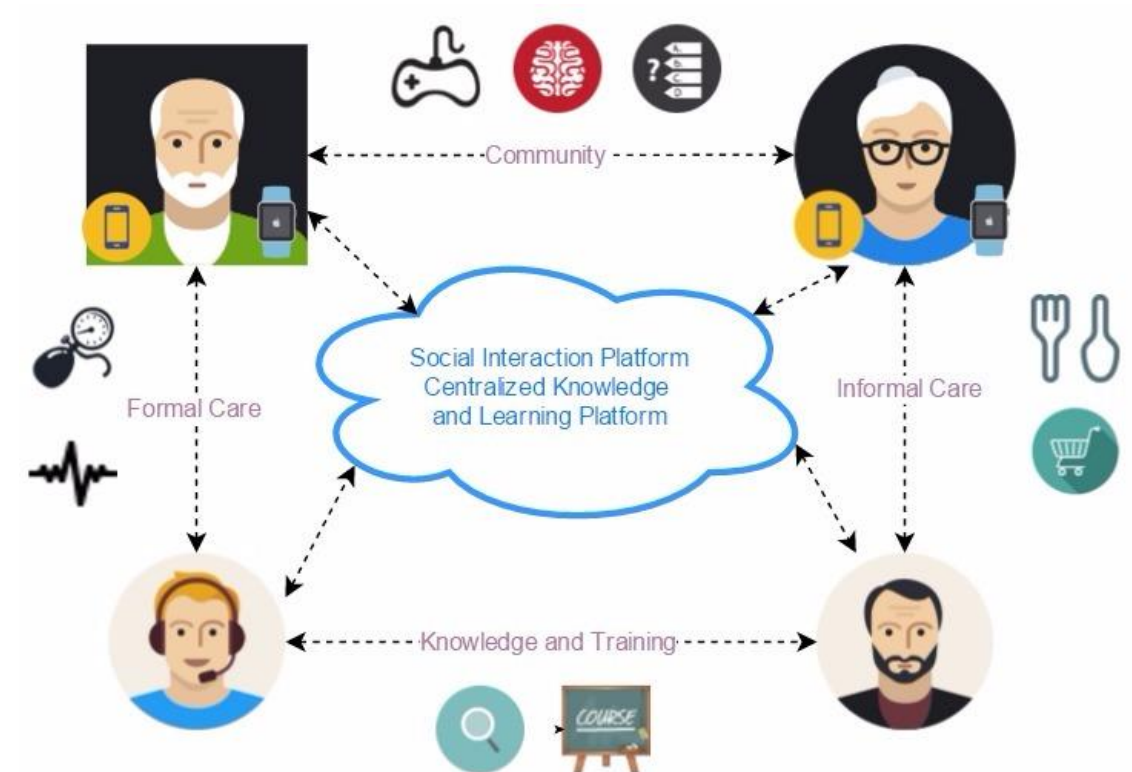 ?
A.
B.
C.
D.
Community
Social Interaction Platform
Centralized Knowledge
and Learning Platform
Formal Care
Informal Care
Knowledge and Training
COURSE